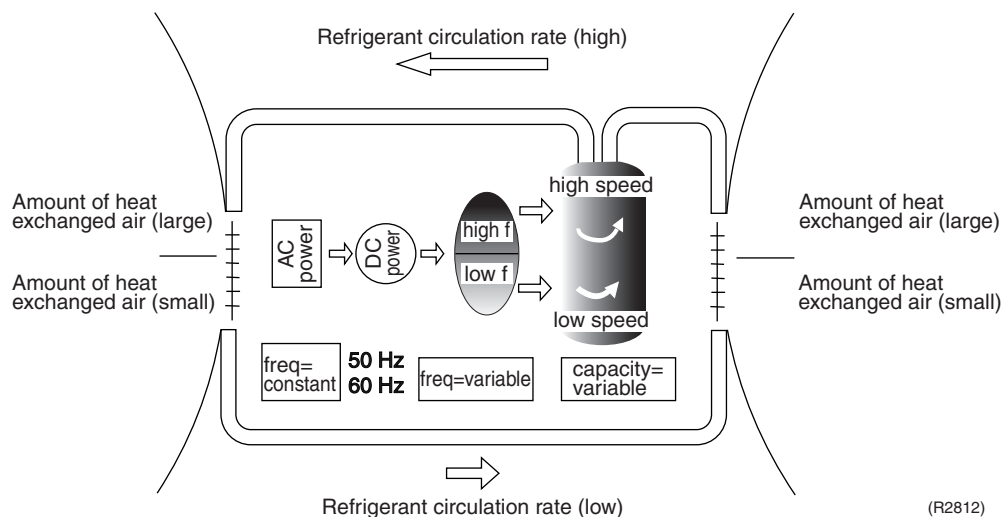 Refrigerant circulation rate (high)
high speed
Amount of heat
exchanged air (large)
Amount of heat
exchanged air (large)
AC
power
DC
power
high f
low f
Amount of heat
exchanged air (small)
Amount of heat
exchanged air (small)
low speed
freq=
constant
50 Hz
60 Hz
freq=variable
capacity=
variable
Refrigerant circulation rate (low)
(R2812)